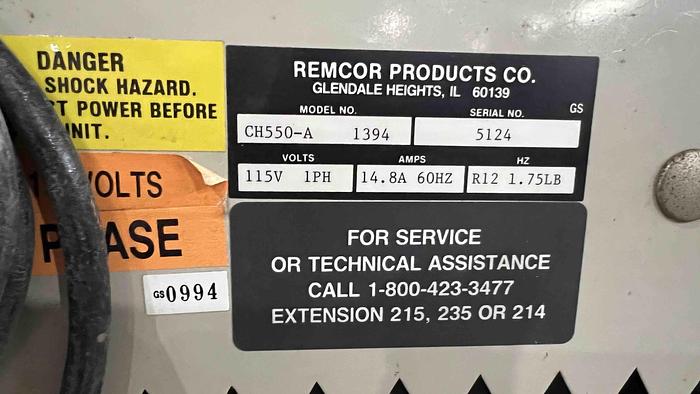 DANGER
SHOCK HAZARD.
POWER BEFORE
REMCOR PRODUCTS CO.
GLENDALE HEIGHTS, IL 60139
MODEL NO. SERIAL NO. GS
CH550-A 1394 5124
VOLTS AMPS HZ
115V 1PH 14.8A 60HZ R12 1.75LB
VOLTS
GS0994
FOR SERVICE
OR TECHNICAL ASSISTANCE
CALL 1-800-423-3477
EXTENSION 215, 235 OR 214